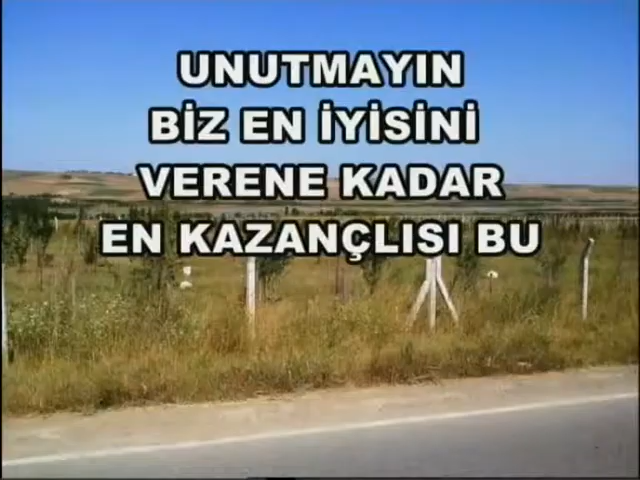 UNUTMAYIN
BİZ EN İYİSİNİ
VERENE KADAR
EN KAZANÇLISI BU